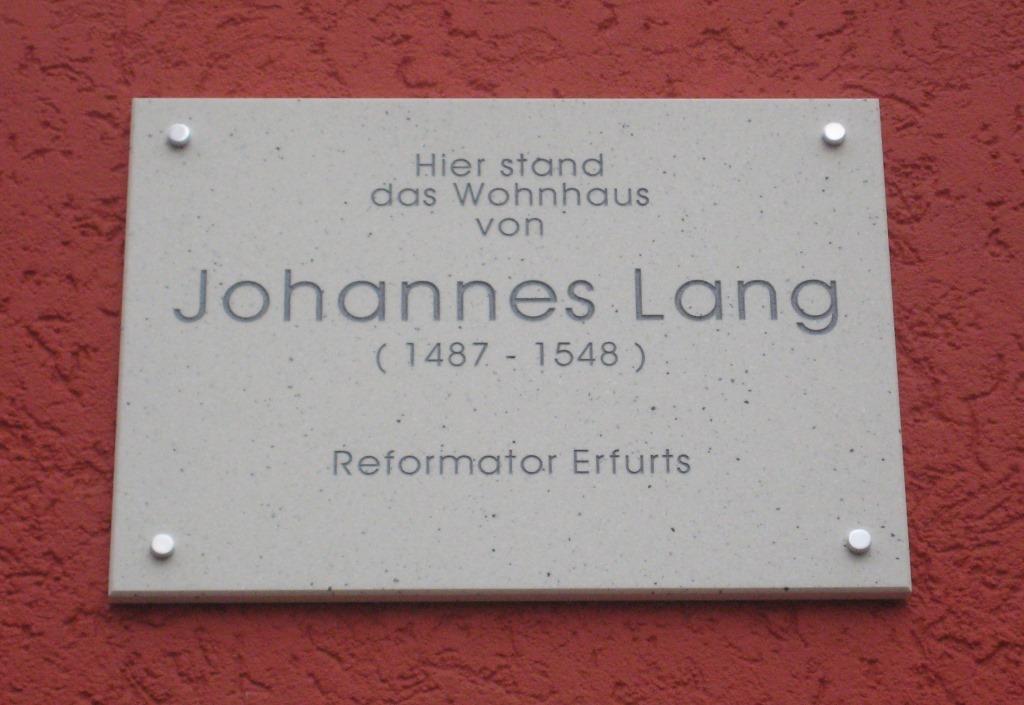 Hier stand
das Wohnhaus
von
Johannes Lang
( 1487 - 1548 )
Reformator Erfurts